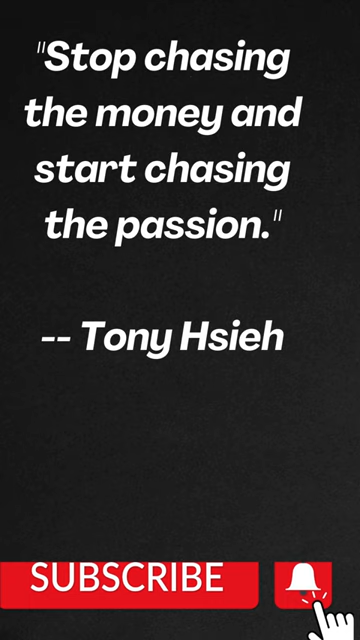 "Stop chasing
the money and
start chasing
the passion."
-- Tony Hsieh
SUBSCRIBE